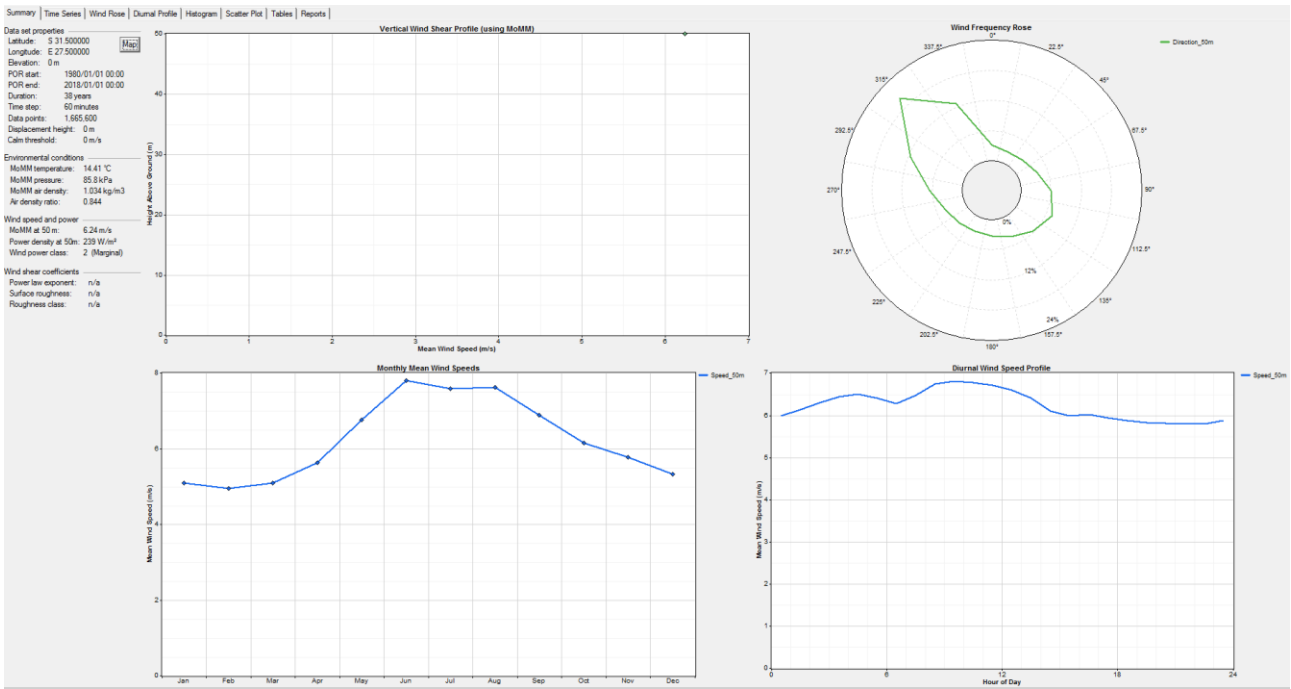 Summary | Time Series | Wind Rose | Diurnal Profile | Histogram | Scatter Plot | Tables | Reports |
Data set properties
Latitude: S 31.500000
Longitude: E 27.500000
Map
Elevation: 0 m
POR start: 1980/01/01 00:00
POR end: 2018/01/01 00:00
Duration: 38 years
Time step: 60 minutes
Data points: 1,665,600
Displacement height: 0 m
Calm threshold: 0 m/s
Environmental conditions
MoMM temperature: 14.41 °C
MoMM pressure: 85.8 kPa
MoMM air density: 1.034 kg/m3
Air density ratio: 0.844
Wind speed and power
MoMM at 50 m: 6.24 m/s
Power density at 50m: 239 W/m²
Wind power class: 2 (Marginal)
Wind shear coefficients
Power law exponent: n/a
Surface roughness: n/a
Roughness class: n/a
Vertical Wind Shear Profile (using MoMM)
Height Above Ground (m)
50
40
30
20
10
0
0 1 2 3 4 5 6 7
Mean Wind Speed (m/s)
Wind Frequency Rose
Direction_50m
0°
22.5°
45°
67.5°
90°
112.5°
135°
157.5°
180°
202.5°
225°
247.5°
270°
292.5°
315°
337.5°
0%
12%
24%
Monthly Mean Wind Speeds
Speed_50m
Mean Wind Speed (m/s)
8
6
4
2
0
Jan Feb Mar Apr May Jun Jul Aug Sep Oct Nov Dec
Diurnal Wind Speed Profile
Speed_50m
Mean Wind Speed (m/s)
7
6
5
4
3
2
1
0
0 6 12 18 24
Hour of Day